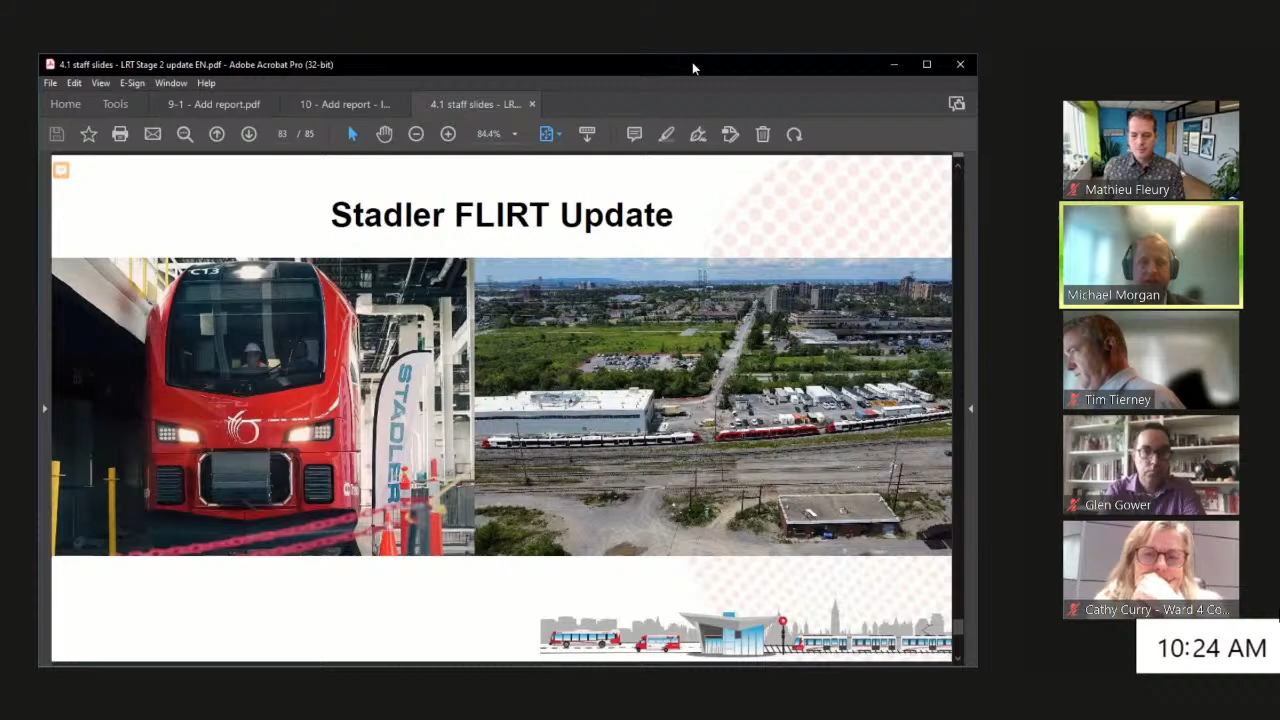 4.1 staff slides - LRT Stage 2 update EN.pdf - Adobe Acrobat Pro (32-bit)
File Edit View E-Sign Window Help
Home Tools 9-1 - Add report.pdf 10 - Add report - I... 4.1 staff slides - LR... ×
83 / 85 84.4%
Stadler FLIRT Update
C13
STADLER
Mathieu Fleury
Michael Morgan
Tim Tierney
Glen Gower
Cathy Curry - Ward 4 Co...
10:24 AM